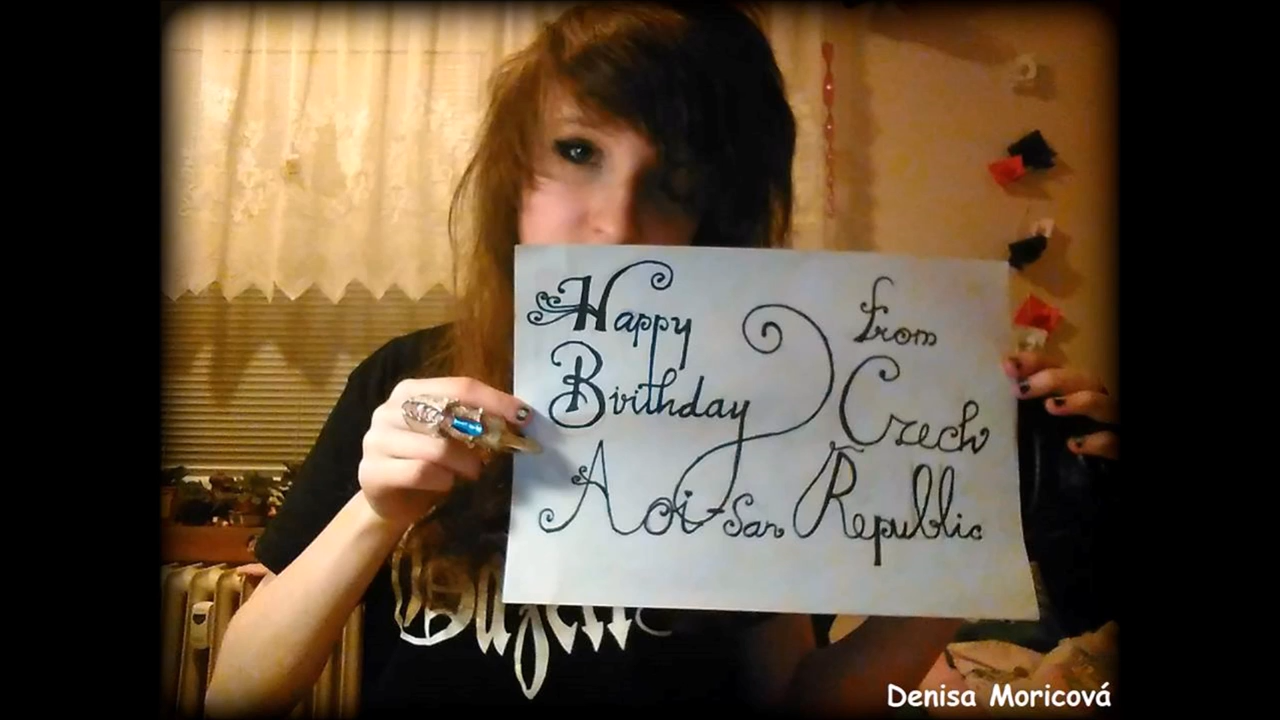 Happy
Birthday
Aoi-San
from
Czech
Republic
Denisa Moricová